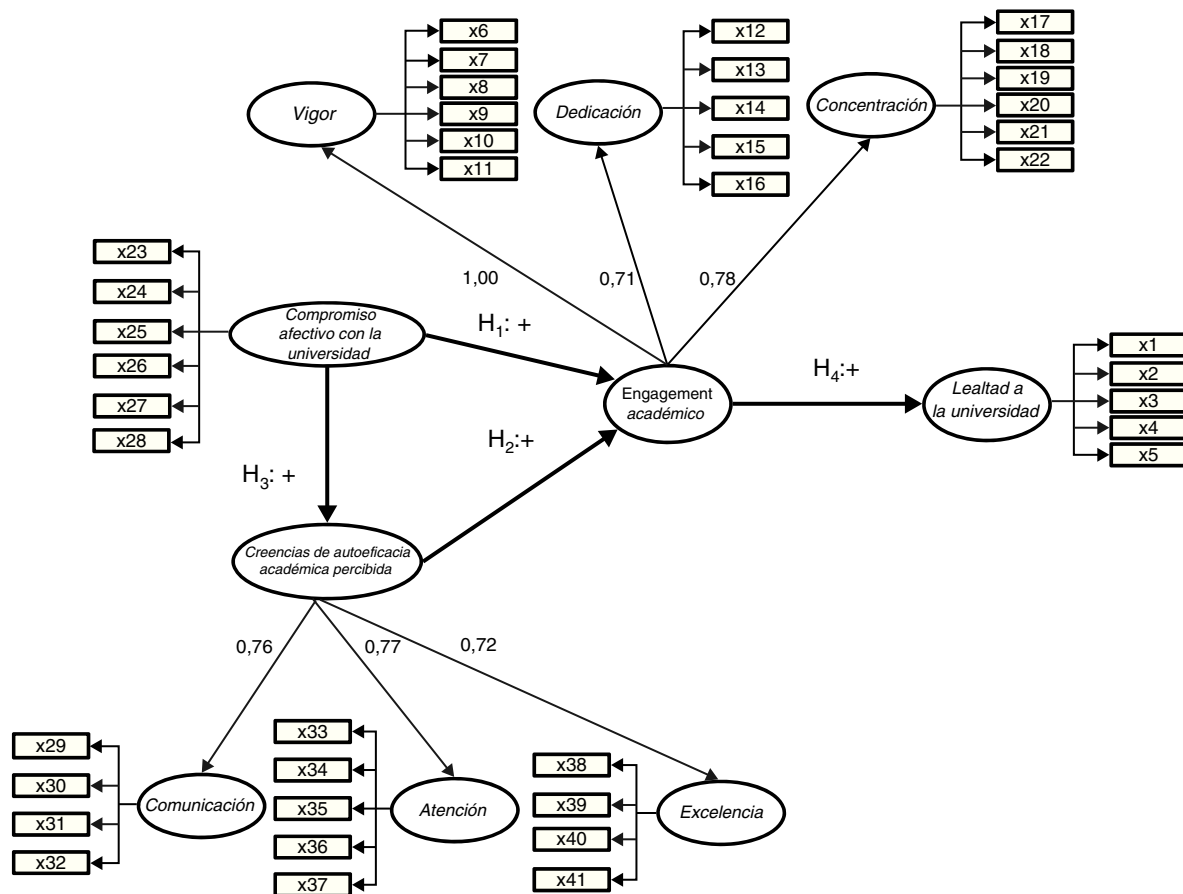 x6
x7
x8
x9
x10
x11
Vigor
x12
x13
x14
x15
x16
Dedicación
x17
x18
x19
x20
x21
x22
Concentración
1,00
0,71
0,78
x23
x24
x25
x26
x27
x28
Compromiso
afectivo con la
universidad
H1: +
Engagement
académico
H4:+
Lealtad a
la universidad
x1
x2
x3
x4
x5
H2:+
H3: +
Creencias de autoeficacia
académica percibida
0,76
0,77
0,72
x29
x30
x31
x32
Comunicación
x33
x34
x35
x36
x37
Atención
x38
x39
x40
x41
Excelencia